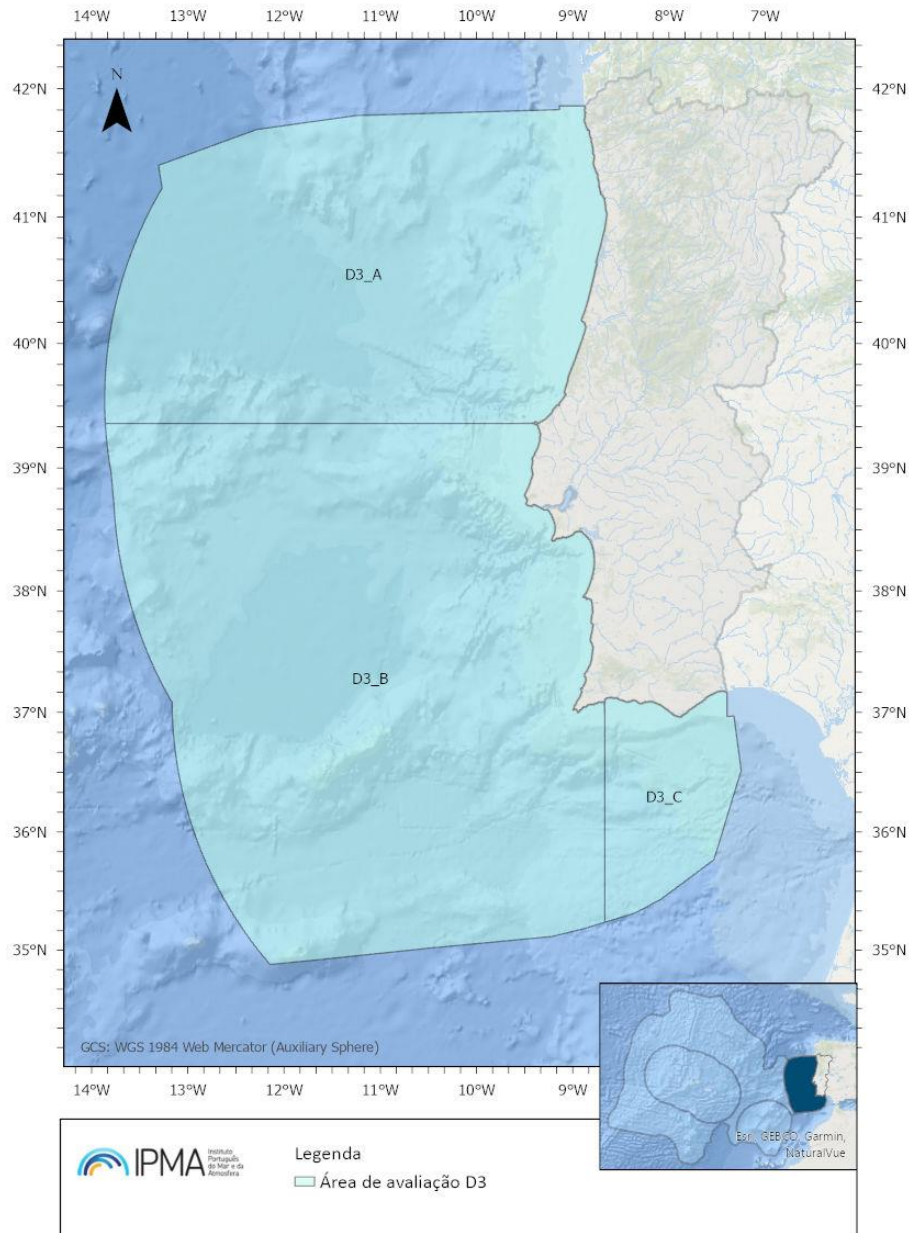 14°W 13°W 12°W 11°W 10°W 9°W 8°W 7°W
N
42°N 42°N
41°N 41°N
D3_A
40°N 40°N
39°N 39°N
38°N 38°N
D3_B
37°N 37°N
D3_C
36°N 36°N
35°N 35°N
GCS: WGS 1984 Web Mercator (Auxiliary Sphere)
14°W 13°W 12°W 11°W 10°W 9°W
Esri, GEBCO, Garmin,
NaturalVue
IPMA
Instituto
Português
do Mar e da
Atmosfera
Legenda
Área de avaliação D3